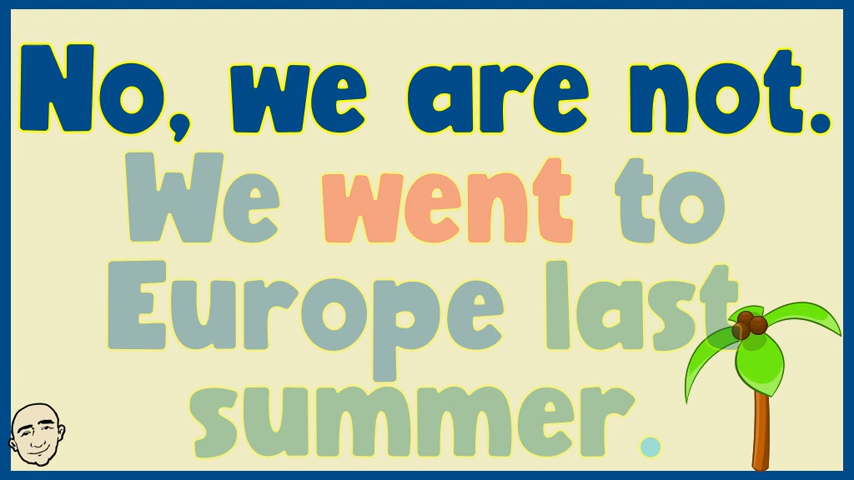 No, we are not.
We went to
Europe last
summer.